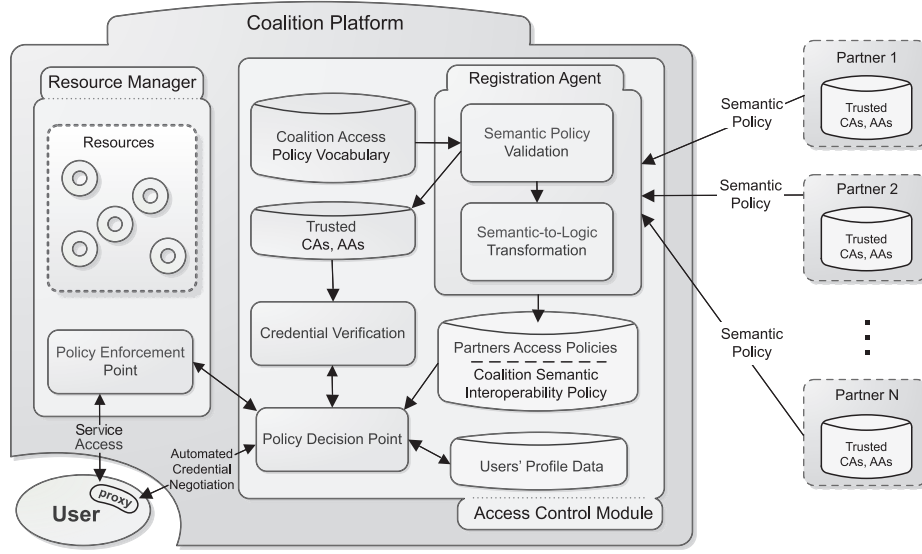 Coalition Platform
Resource Manager
Resources
Policy Enforcement
Point
Service
Access
User
proxy
Automated
Credential
Negotiation
Coalition Access
Policy Vocabulary
Trusted
CAs, AAs
Credential Verification
Policy Decision Point
Registration Agent
Semantic Policy
Validation
Semantic-to-Logic
Transformation
Partners Access Policies
Coalition Semantic
Interoperability Policy
Users' Profile Data
Access Control Module
Semantic
Policy
Semantic
Policy
Semantic
Policy
Partner 1
Trusted
CAs, AAs
Partner 2
Trusted
CAs, AAs
Partner N
Trusted
CAs, AAs